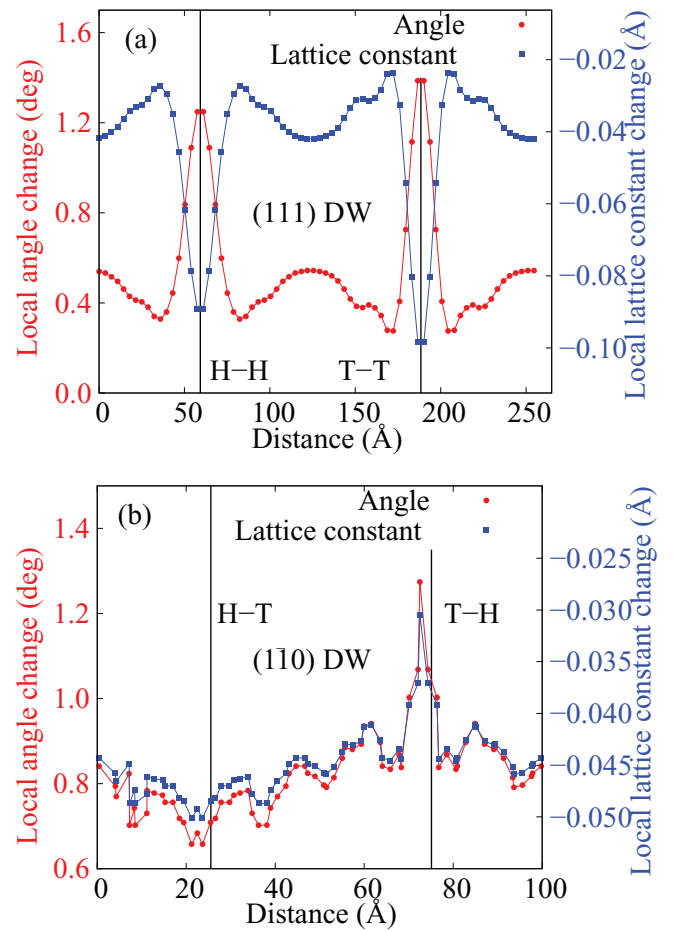 (a)
Angle
Lattice constant
1.6
1.2
0.8
0.4
0.0
Local angle change (deg)
−0.02
−0.04
−0.06
−0.08
−0.10
Local lattice constant change (Å)
(111) DW
H−H
T−T
0
50
100
150
200
250
Distance (Å)
(b)
Angle
Lattice constant
1.4
1.2
1.0
0.8
0.6
Local angle change (deg)
−0.025
−0.030
−0.035
−0.040
−0.045
−0.050
Local lattice constant change (Å)
H−T
T−H
(11̅0) DW
0
20
40
60
80
100
Distance (Å)